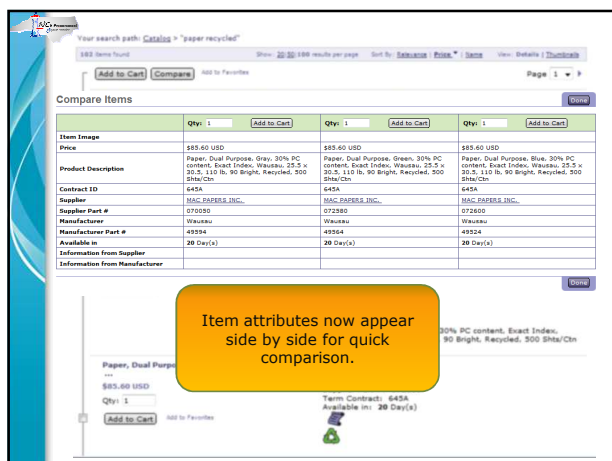 NC e-Procurement
Your search path: Catalog > "paper recycled"
183 items found Show: 20|50|100 results per page Sort By: Relevance | Price | Name View: Details | Thumbnails
Add to Cart Compare Add to Favorites Page 1
Compare Items Done
Qty: 1 Add to Cart Qty: 1 Add to Cart Qty: 1 Add to Cart
Item Image
Price $85.60 USD $85.60 USD $85.60 USD
Product Description
Paper, Dual Purpose, Gray, 30% PC
content, Exact Index, Wausau, 25.5 x
30.5, 110 lb, 90 Bright, Recycled, 500
Shts/Ctn
Paper, Dual Purpose, Green, 30% PC
content, Exact Index, Wausau, 25.5 x
30.5, 110 lb, 90 Bright, Recycled, 500
Shts/Ctn
Paper, Dual Purpose, Blue, 30% PC
content, Exact Index, Wausau, 25.5 x
30.5, 110 lb, 90 Bright, Recycled, 500
Shts/Ctn
Contract ID 645A 645A 645A
Supplier MAC PAPERS INC. MAC PAPERS INC. MAC PAPERS INC.
Supplier Part # 070050 072580 072600
Manufacturer Wausau Wausau Wausau
Manufacturer Part # 49594 49564 49524
Available in 20 Day(s) 20 Day(s) 20 Day(s)
Information from Supplier
Information from Manufacturer
Done
Item attributes now appear
side by side for quick
comparison.
30% PC content, Exact Index,
90 Bright, Recycled, 500 Shts/Ctn
Paper, Dual Purpo
...
$85.60 USD
Qty: 1
Term Contract: 645A
Available in: 20 Day(s)
Add to Cart Add to Favorites